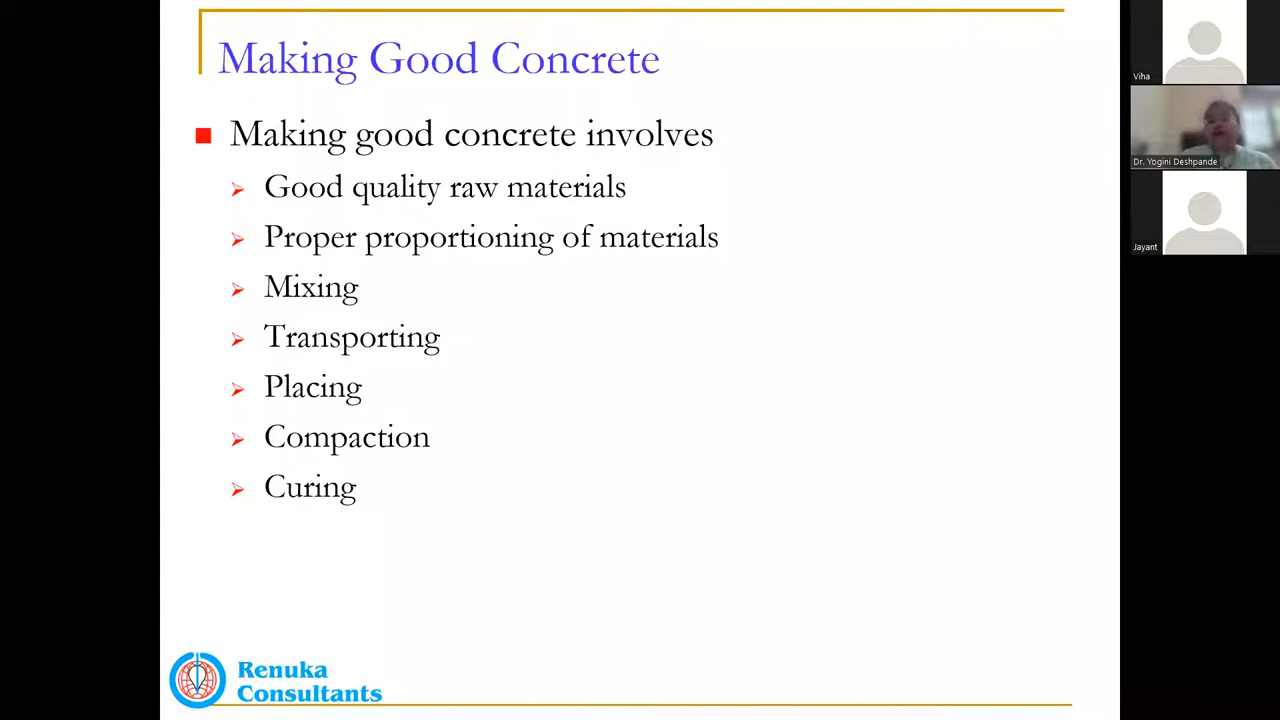 Making Good Concrete
Making good concrete involves
Good quality raw materials
Proper proportioning of materials
Mixing
Transporting
Placing
Compaction
Curing
Renuka
Consultants
Viha
Dr. Yogini Deshpande
Jayant